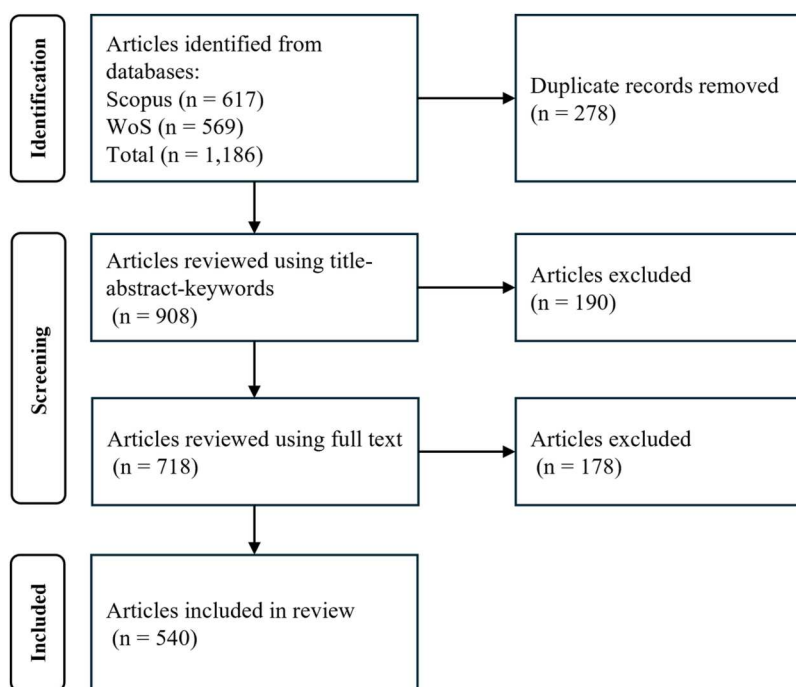 Identification
Articles identified from
databases:
Scopus (n = 617)
WoS (n = 569)
Total (n = 1,186)
Duplicate records removed
(n = 278)
Screening
Articles reviewed using title-
abstract-keywords
(n = 908)
Articles excluded
(n = 190)
Articles reviewed using full text
(n = 718)
Articles excluded
(n = 178)
Included
Articles included in review
(n = 540)